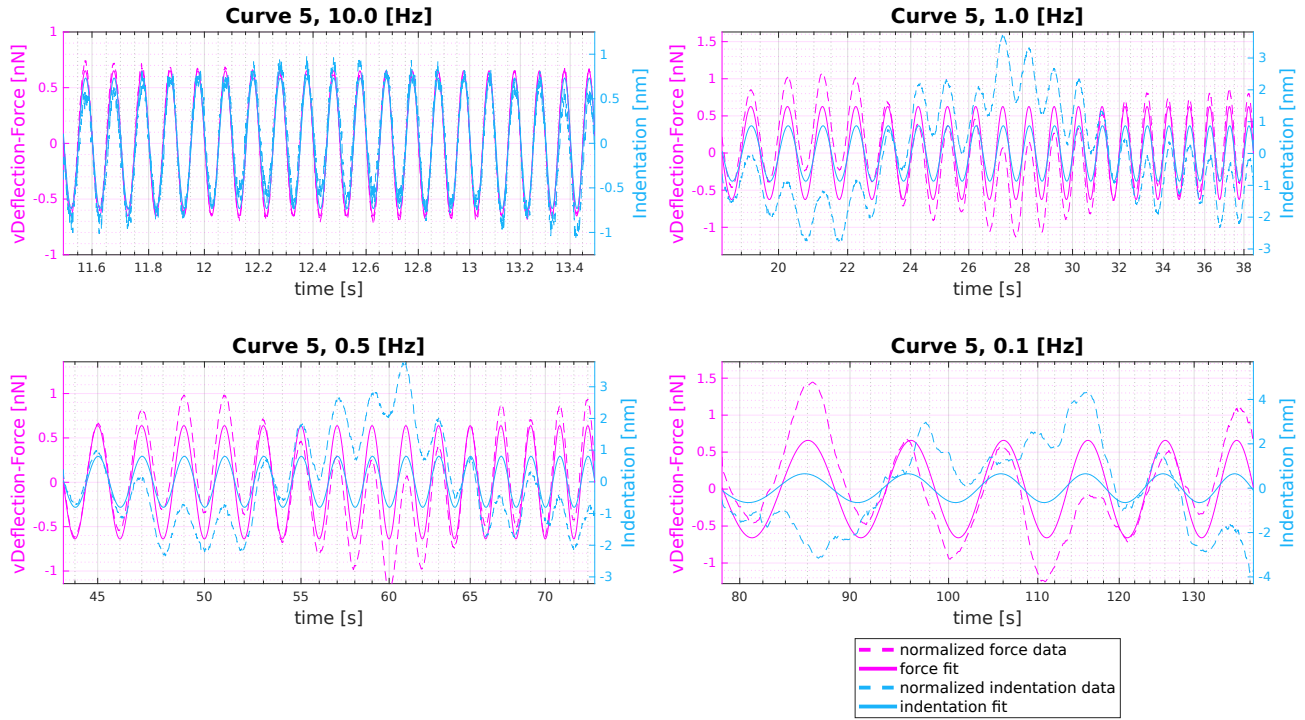 Curve 5, 10.0 [Hz]
vDeflection-Force [nN]
1
0.5
0
-0.5
-1
1
0.5
0
-0.5
-1
Indentation [nm]
11.6 11.8 12 12.2 12.4 12.6 12.8 13 13.2 13.4
time [s]
Curve 5, 1.0 [Hz]
vDeflection-Force [nN]
1.5
1
0.5
0
-0.5
-1
3
2
1
0
-1
-2
-3
Indentation [nm]
20 22 24 26 28 30 32 34 36 38
time [s]
Curve 5, 0.5 [Hz]
vDeflection-Force [nN]
1
0.5
0
-0.5
-1
3
2
1
0
-1
-2
-3
Indentation [nm]
45 50 55 60 65 70
time [s]
Curve 5, 0.1 [Hz]
vDeflection-Force [nN]
1.5
1
0.5
0
-0.5
-1
4
2
0
-2
-4
Indentation [nm]
80 90 100 110 120 130
time [s]
normalized force data
force fit
normalized indentation data
indentation fit